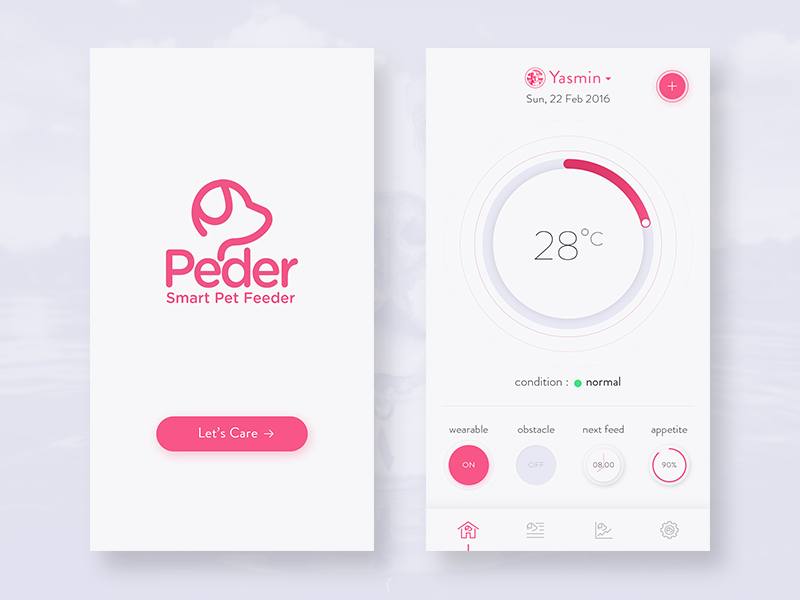 Peder
Smart Pet Feeder
Let's Care →
Yasmin
Sun, 22 Feb 2016
+
28°C
condition : normal
wearable obstacle next feed appetite
ON OFF 08.00 90%